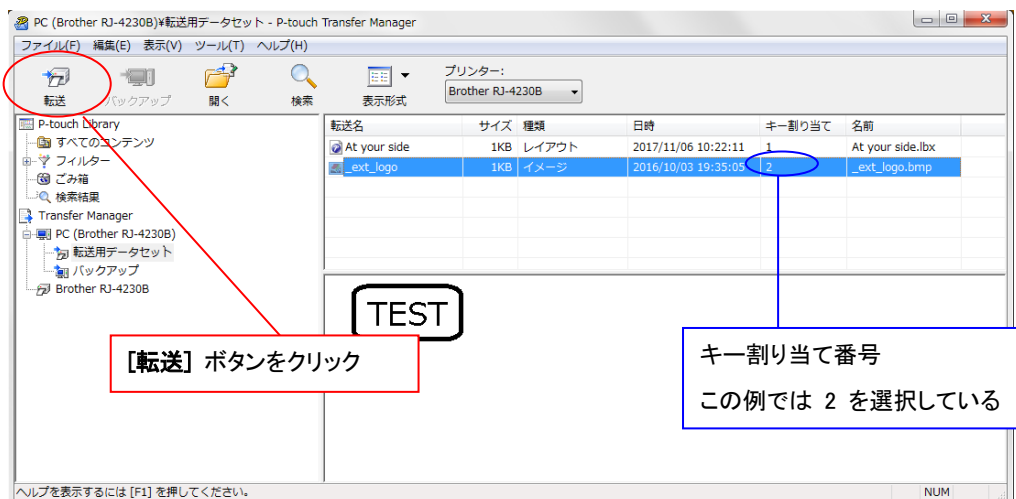 PC (Brother RJ-4230B)¥転送用データセット - P-touch Transfer Manager
ファイル(F) 編集(E) 表示(V) ツール(T) ヘルプ(H)
転送 バックアップ 開く 検索 表示形式
プリンター:
Brother RJ-4230B
P-touch Library
すべてのコンテンツ
フィルター
ごみ箱
検索結果
Transfer Manager
PC (Brother RJ-4230B)
転送用データセット
バックアップ
Brother RJ-4230B
転送名 サイズ 種類 日時 キー割り当て 名前
At your side 1KB レイアウト 2017/11/06 10:22:11 1 At your side.lbx
_ext_logo 1KB イメージ 2016/10/03 19:35:05 2 _ext_logo.bmp
TEST
[転送] ボタンをクリック
キー割り当て番号
この例では 2 を選択している
ヘルプを表示するには [F1] を押してください。
NUM